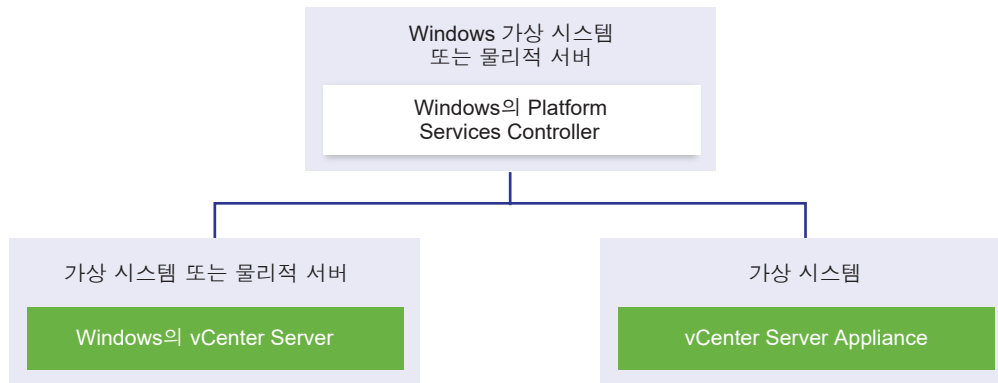 Windows 가상 시스템
또는 물리적 서버
Windows의 Platform
Services Controller
가상 시스템 또는 물리적 서버
Windows의 vCenter Server
가상 시스템
vCenter Server Appliance